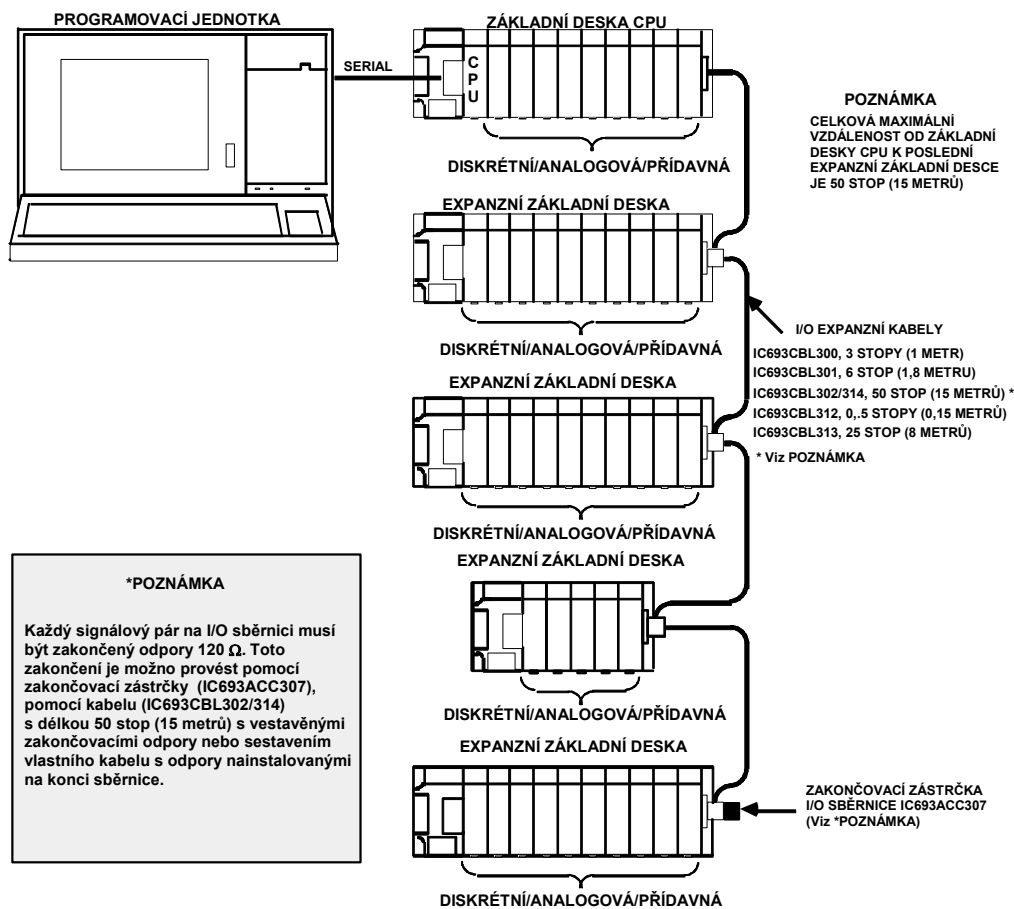 PROGRAMOVACÍ JEDNOTKA
ZÁKLADNÍ DESKA CPU
SERIAL
C
P
U
DISKRÉTNÍ/ANALOGOVÁ/PŘÍDAVNÁ
POZNÁMKA
CELKOVÁ MAXIMÁLNÍ
VZDÁLENOST OD ZÁKLADNÍ
DESKY CPU K POSLEDNÍ
EXPANZNÍ ZÁKLADNÍ DESCE
JE 50 STOP (15 METRŮ)
EXPANZNÍ ZÁKLADNÍ DESKA
DISKRÉTNÍ/ANALOGOVÁ/PŘÍDAVNÁ
I/O EXPANZNÍ KABELY
IC693CBL300, 3 STOPY (1 METR)
IC693CBL301, 6 STOP (1,8 METRU)
IC693CBL302/314, 50 STOP (15 METRŮ) *
IC693CBL312, 0,.5 STOPY (0,15 METRŮ)
IC693CBL313, 25 STOP (8 METRŮ)
* Viz POZNÁMKA
EXPANZNÍ ZÁKLADNÍ DESKA
DISKRÉTNÍ/ANALOGOVÁ/PŘÍDAVNÁ
EXPANZNÍ ZÁKLADNÍ DESKA
DISKRÉTNÍ/ANALOGOVÁ/PŘÍDAVNÁ
*POZNÁMKA
Každý signálový pár na I/O sběrnici musí
být zakončený odpory 120 Ω. Toto
zakončení je možno provést pomocí
zakončovací zástrčky (IC693ACC307),
pomocí kabelu (IC693CBL302/314)
s délkou 50 stop (15 metrů) s vestavěnými
zakončovacími odpory nebo sestavením
vlastního kabelu s odpory nainstalovanými
na konci sběrnice.
EXPANZNÍ ZÁKLADNÍ DESKA
ZAKONČOVACÍ ZÁSTRČKA
I/O SBĚRNICE IC693ACC307
(Viz *POZNÁMKA)
DISKRÉTNÍ/ANALOGOVÁ/PŘÍDAVNÁ